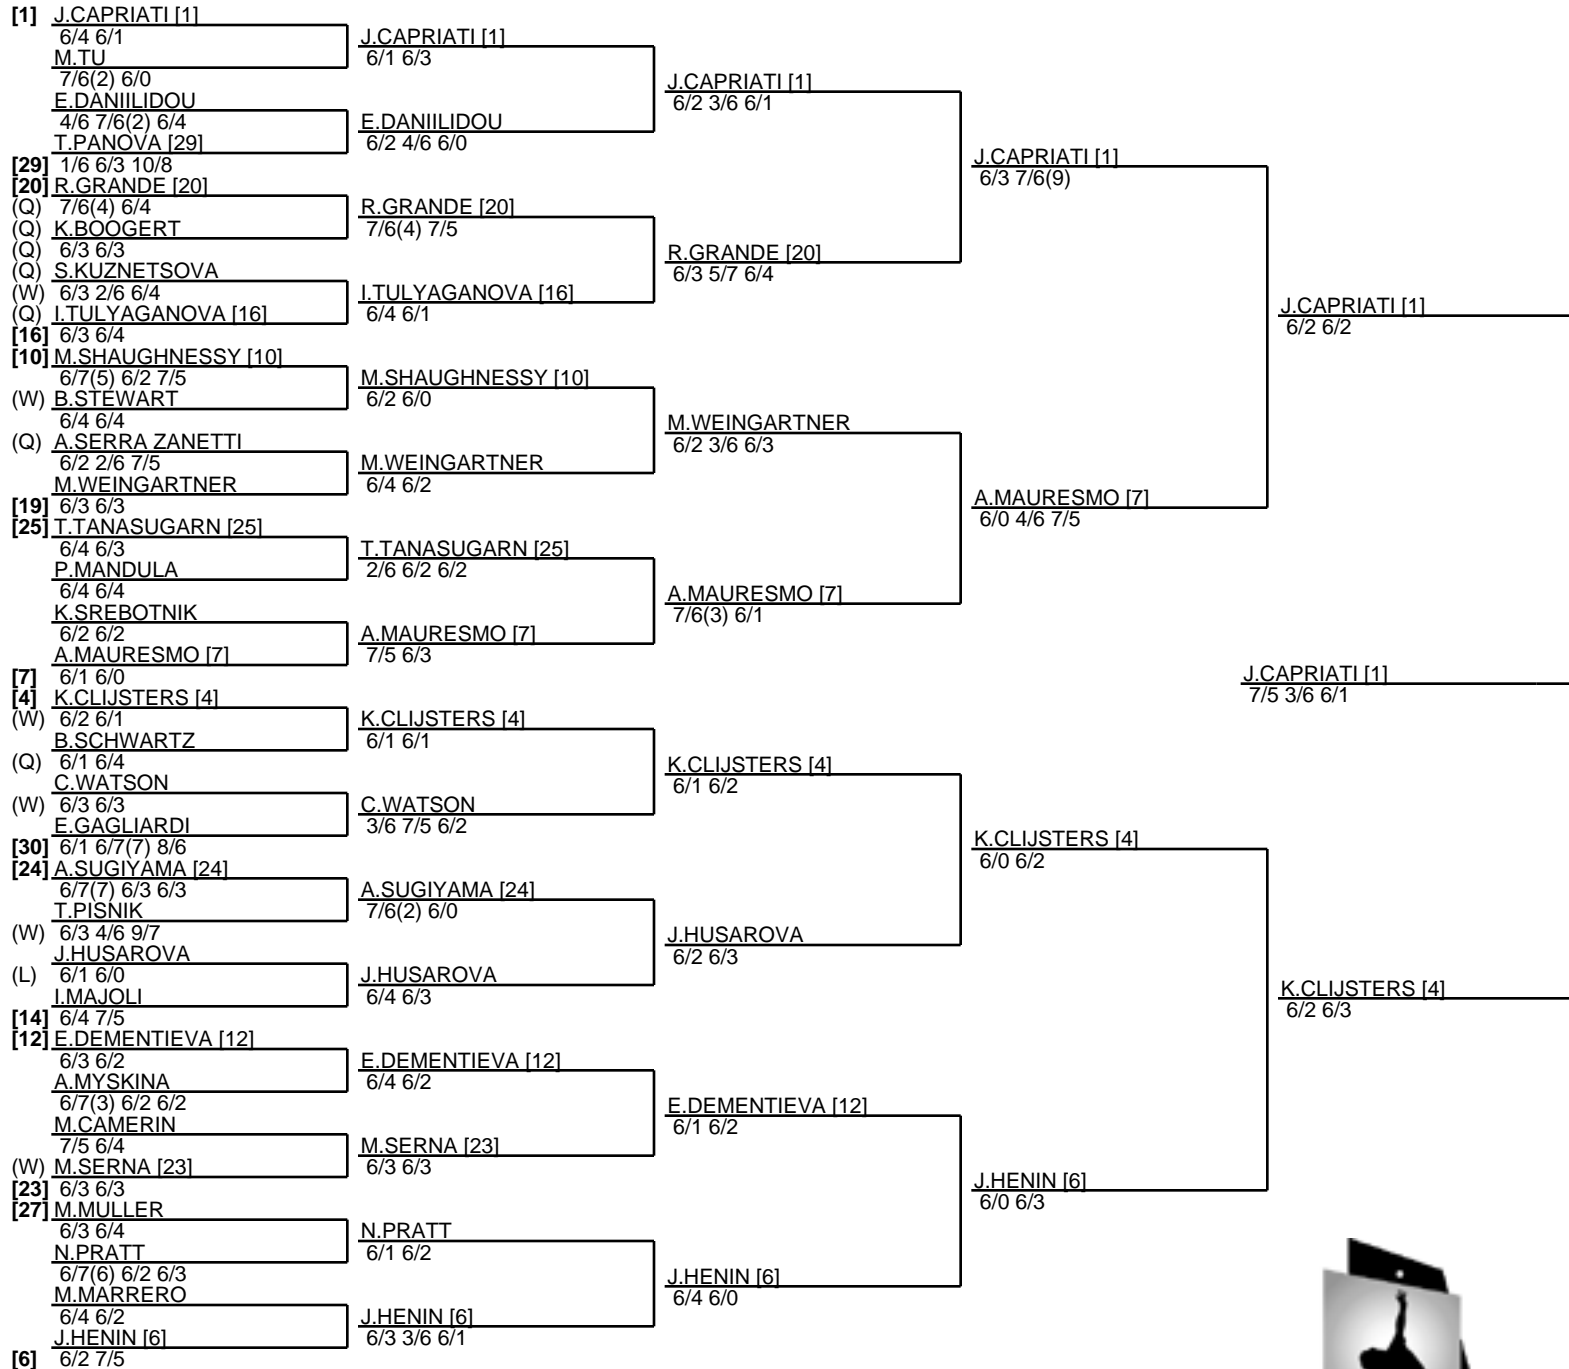 [1] J.CAPRIATI [1]
6/4 6/1
M.TU
7/6(2) 6/0
E.DANIILIDOU
4/6 7/6(2) 6/4
T.PANOVA [29]
[29] 1/6 6/3 10/8
[20] R.GRANDE [20]
(Q) 7/6(4) 6/4
(Q) K.BOOGERT
(Q) 6/3 6/3
(Q) S.KUZNETSOVA
(W) 6/3 2/6 6/4
(Q) I.TULYAGANOVA [16]
[16] 6/3 6/4
[10] M.SHAUGHNESSY [10]
6/7(5) 6/2 7/5
(W) B.STEWART
6/4 6/4
(Q) A.SERRA ZANETTI
6/2 2/6 7/5
M.WEINGARTNER
[19] 6/3 6/3
[25] T.TANASUGARN [25]
6/4 6/3
P.MANDULA
6/4 6/4
K.SREBOTNIK
6/2 6/2
A.MAURESMO [7]
[7] 6/1 6/0
[4] K.CLIJSTERS [4]
(W) 6/2 6/1
B.SCHWARTZ
(Q) 6/1 6/4
C.WATSON
(W) 6/3 6/3
E.GAGLIARDI
[30] 6/1 6/7(7) 8/6
[24] A.SUGIYAMA [24]
6/7(7) 6/3 6/3
T.PISNIK
(W) 6/3 4/6 9/7
J.HUSAROVA
(L) 6/1 6/0
I.MAJOLI
[14] 6/4 7/5
[12] E.DEMENTIEVA [12]
6/3 6/2
A.MYSKINA
6/7(3) 6/2 6/2
M.CAMERIN
7/5 6/4
(W) M.SERNA [23]
[23] 6/3 6/3
[27] M.MULLER
6/3 6/4
N.PRATT
6/7(6) 6/2 6/3
M.MARRERO
6/4 6/2
J.HENIN [6]
[6] 6/2 7/5
J.CAPRIATI [1]
6/1 6/3
E.DANIILIDOU
6/2 4/6 6/0
R.GRANDE [20]
7/6(4) 7/5
I.TULYAGANOVA [16]
6/4 6/1
M.SHAUGHNESSY [10]
6/2 6/0
M.WEINGARTNER
6/4 6/2
T.TANASUGARN [25]
2/6 6/2 6/2
A.MAURESMO [7]
7/5 6/3
K.CLIJSTERS [4]
6/1 6/1
C.WATSON
3/6 7/5 6/2
A.SUGIYAMA [24]
7/6(2) 6/0
J.HUSAROVA
6/4 6/3
E.DEMENTIEVA [12]
6/4 6/2
M.SERNA [23]
6/3 6/3
N.PRATT
6/1 6/2
J.HENIN [6]
6/3 3/6 6/1
J.CAPRIATI [1]
6/2 3/6 6/1
R.GRANDE [20]
6/3 5/7 6/4
M.WEINGARTNER
6/2 3/6 6/3
A.MAURESMO [7]
7/6(3) 6/1
K.CLIJSTERS [4]
6/1 6/2
J.HUSAROVA
6/2 6/3
E.DEMENTIEVA [12]
6/1 6/2
J.HENIN [6]
6/4 6/0
J.CAPRIATI [1]
6/3 7/6(9)
A.MAURESMO [7]
6/0 4/6 7/5
K.CLIJSTERS [4]
6/0 6/2
J.HENIN [6]
6/0 6/3
J.CAPRIATI [1]
6/2 6/2
K.CLIJSTERS [4]
6/2 6/3
J.CAPRIATI [1]
7/5 3/6 6/1